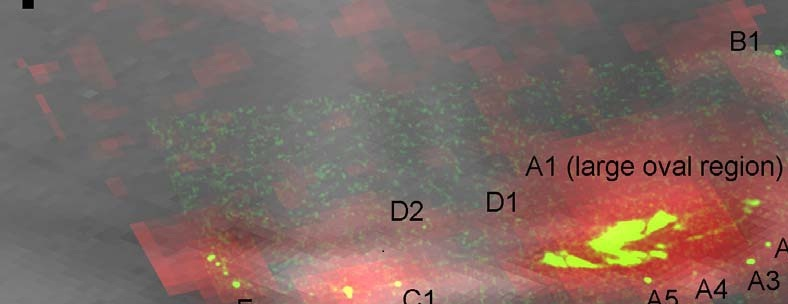 B1
A1 (large oval region)
D2
D1
A3
A4
A5
C1